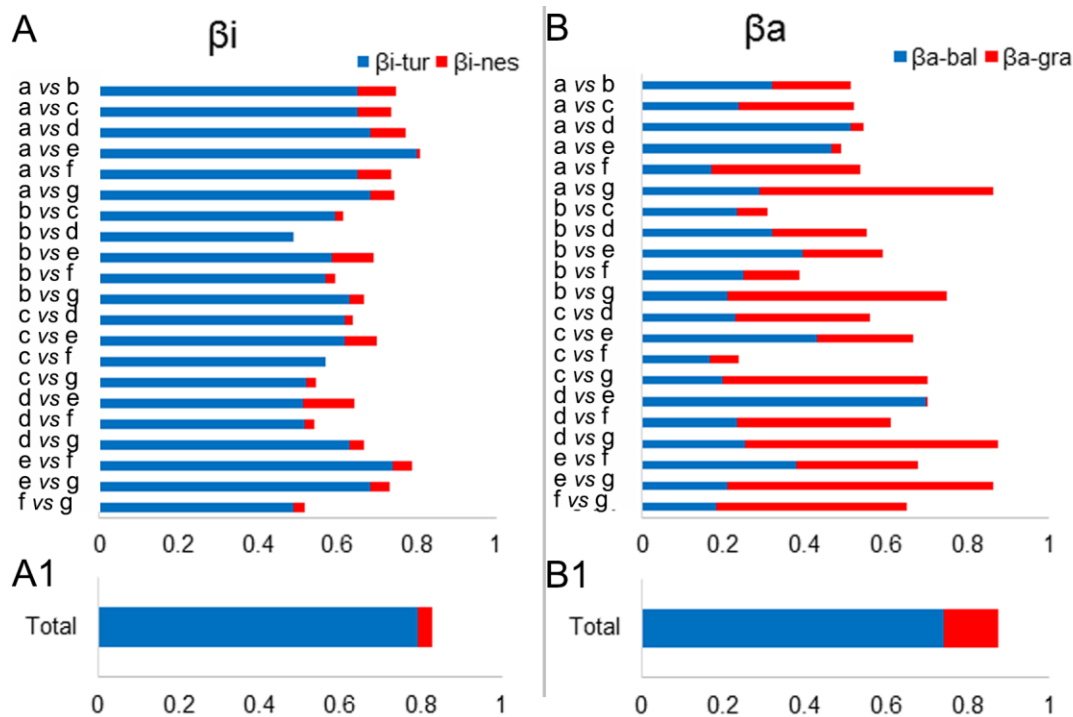 A
βi
βi-tur βi-nes
a vs b
a vs c
a vs d
a vs e
a vs f
a vs g
b vs c
b vs d
b vs e
b vs f
b vs g
c vs d
c vs e
c vs f
c vs g
d vs e
d vs f
d vs g
e vs f
e vs g
f vs g
0 0.2 0.4 0.6 0.8 1
A1
Total
0 0.2 0.4 0.6 0.8 1
B
βa
βa-bal βa-gra
a vs b
a vs c
a vs d
a vs e
a vs f
a vs g
b vs c
b vs d
b vs e
b vs f
b vs g
c vs d
c vs e
c vs f
c vs g
d vs e
d vs f
d vs g
e vs f
e vs g
f vs g
0 0.2 0.4 0.6 0.8 1
B1
Total
0 0.2 0.4 0.6 0.8 1